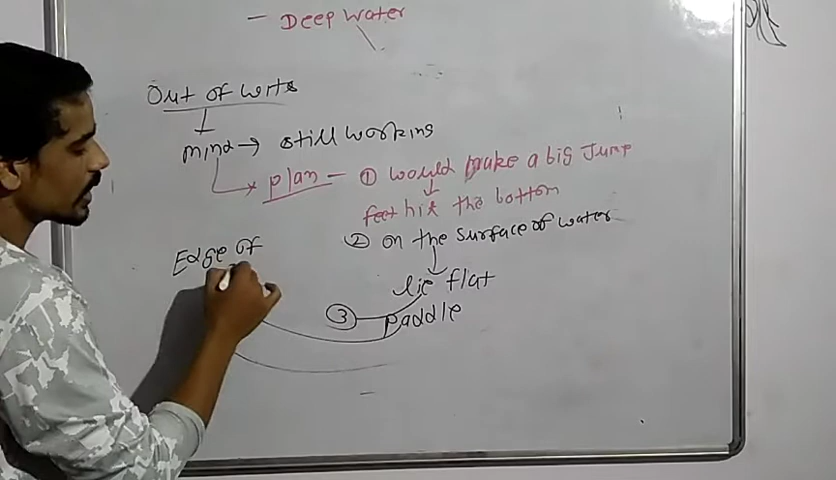 - Deep Water
Out of wits
mind → still working
plan - ① would make a big Jump
feet hit the bottom
② on the surface of water
Edge of
lie flat
③ paddle